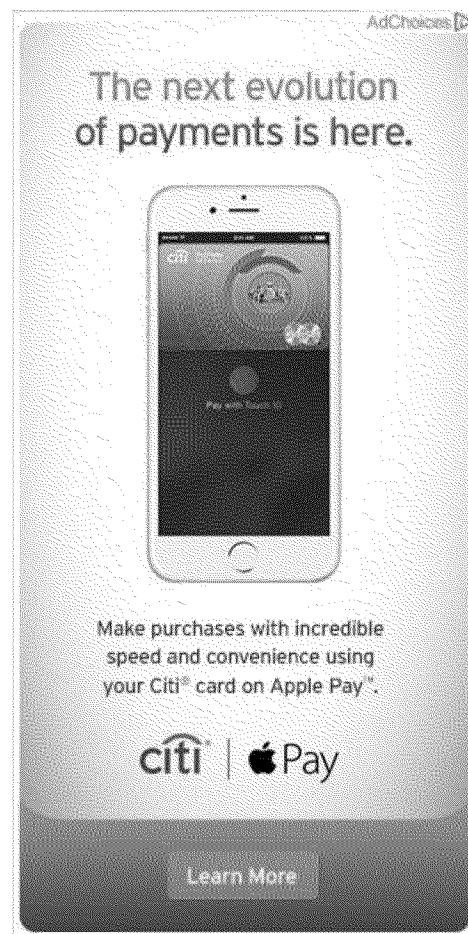 AdChoices
The next evolution
of payments is here.
citi
Pay with Touch ID
Make purchases with incredible
speed and convenience using
your Citi® card on Apple Pay™.
citi® | Pay
Learn More